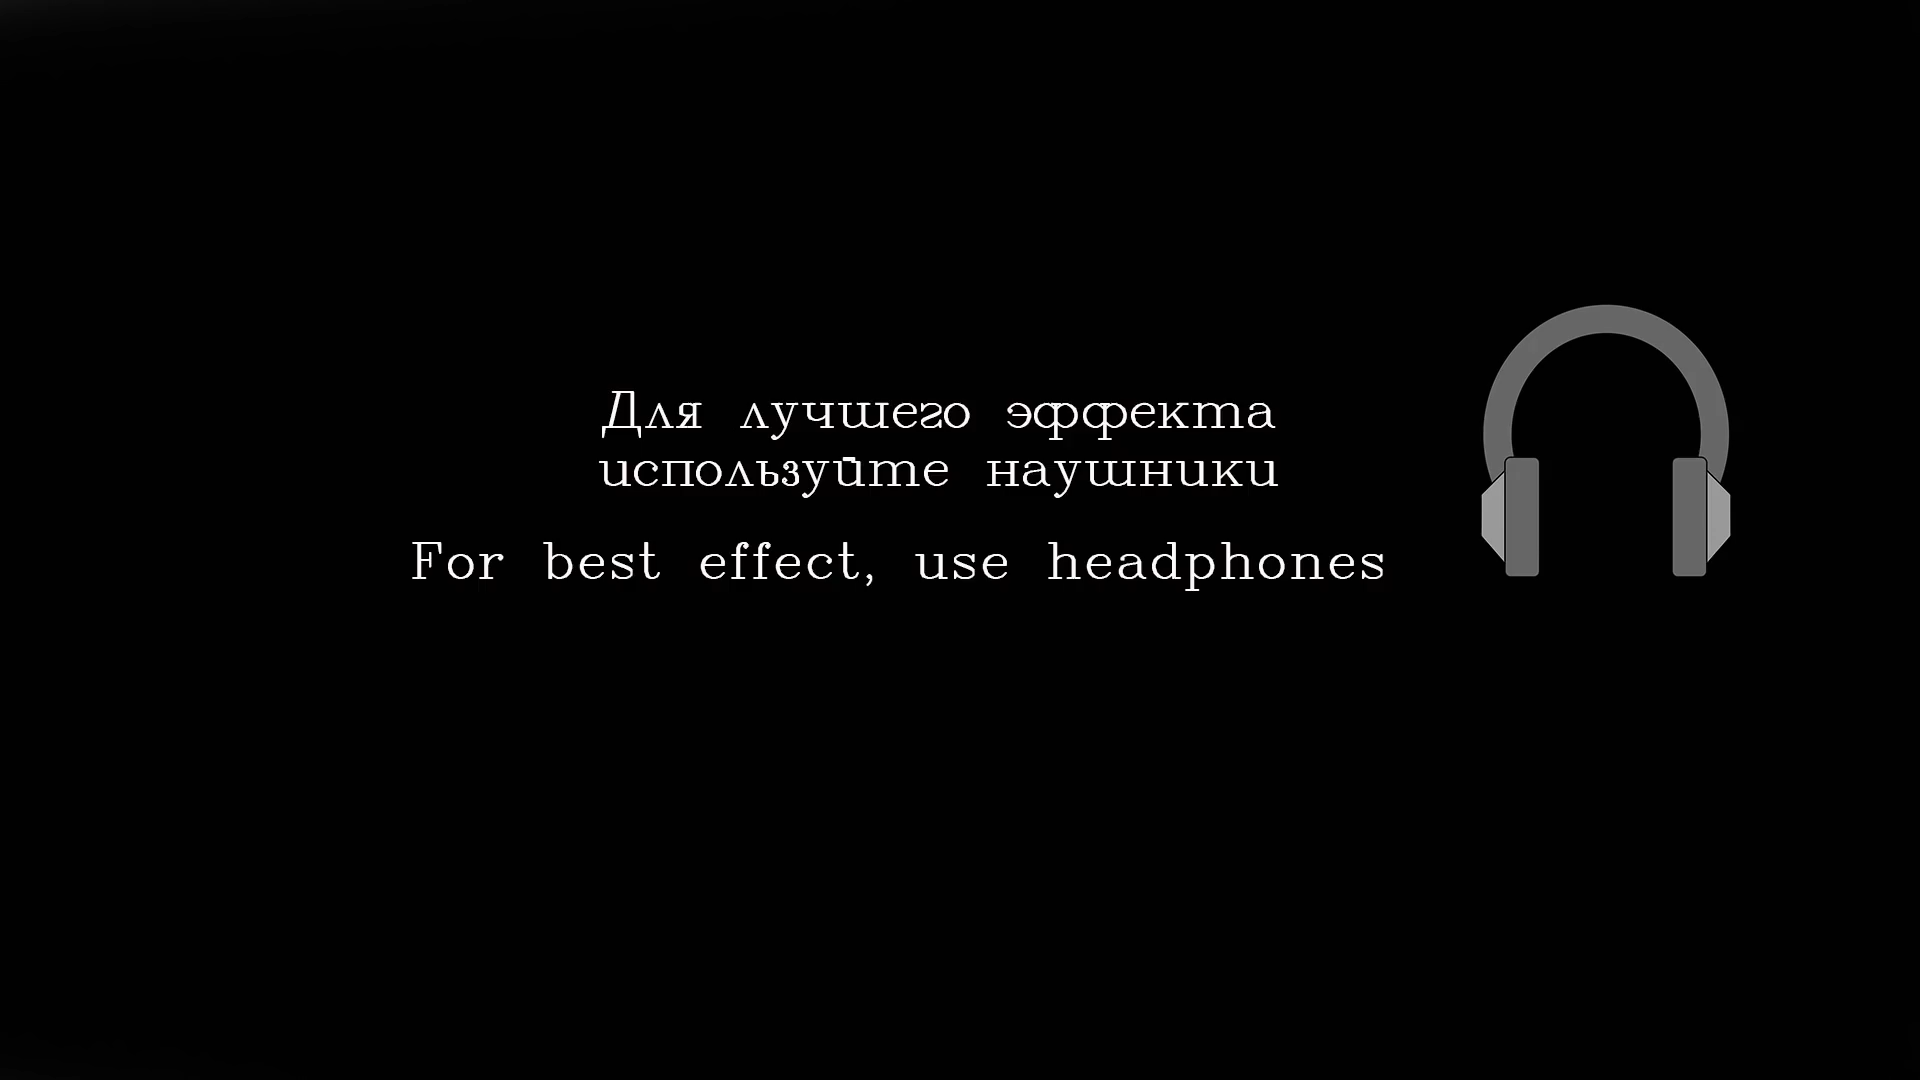 Для лучшего эффекта
используйте наушники
For best effect, use headphones